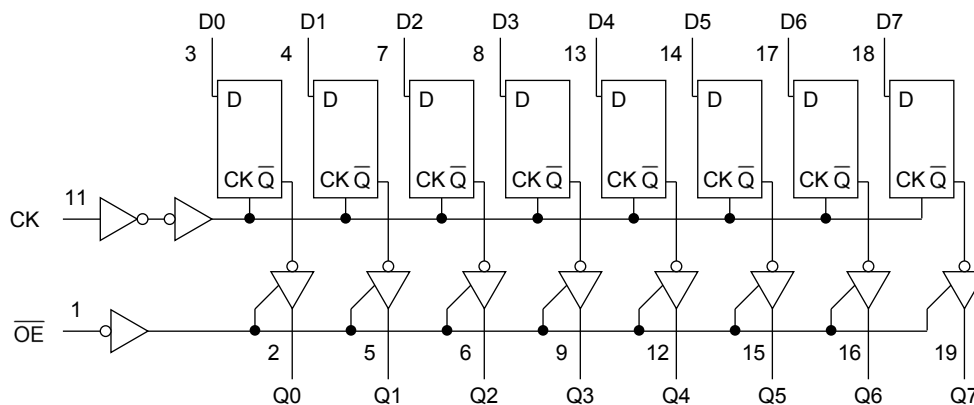 D0 D1 D2 D3 D4 D5 D6 D7
3 4 7 8 13 14 17 18
D D D D D D D D
CK Q̅ CK Q̅ CK Q̅ CK Q̅ CK Q̅ CK Q̅ CK Q̅ CK Q̅
11
CK
1
O̅E̅
2 5 6 9 12 15 16 19
Q0 Q1 Q2 Q3 Q4 Q5 Q6 Q7